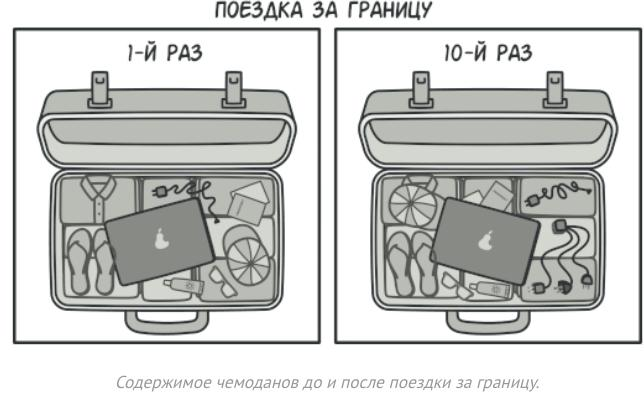 ПОЕЗДКА ЗА ГРАНИЦУ
1-Й РАЗ
10-Й РАЗ
Содержимое чемоданов до и после поездки за границу.